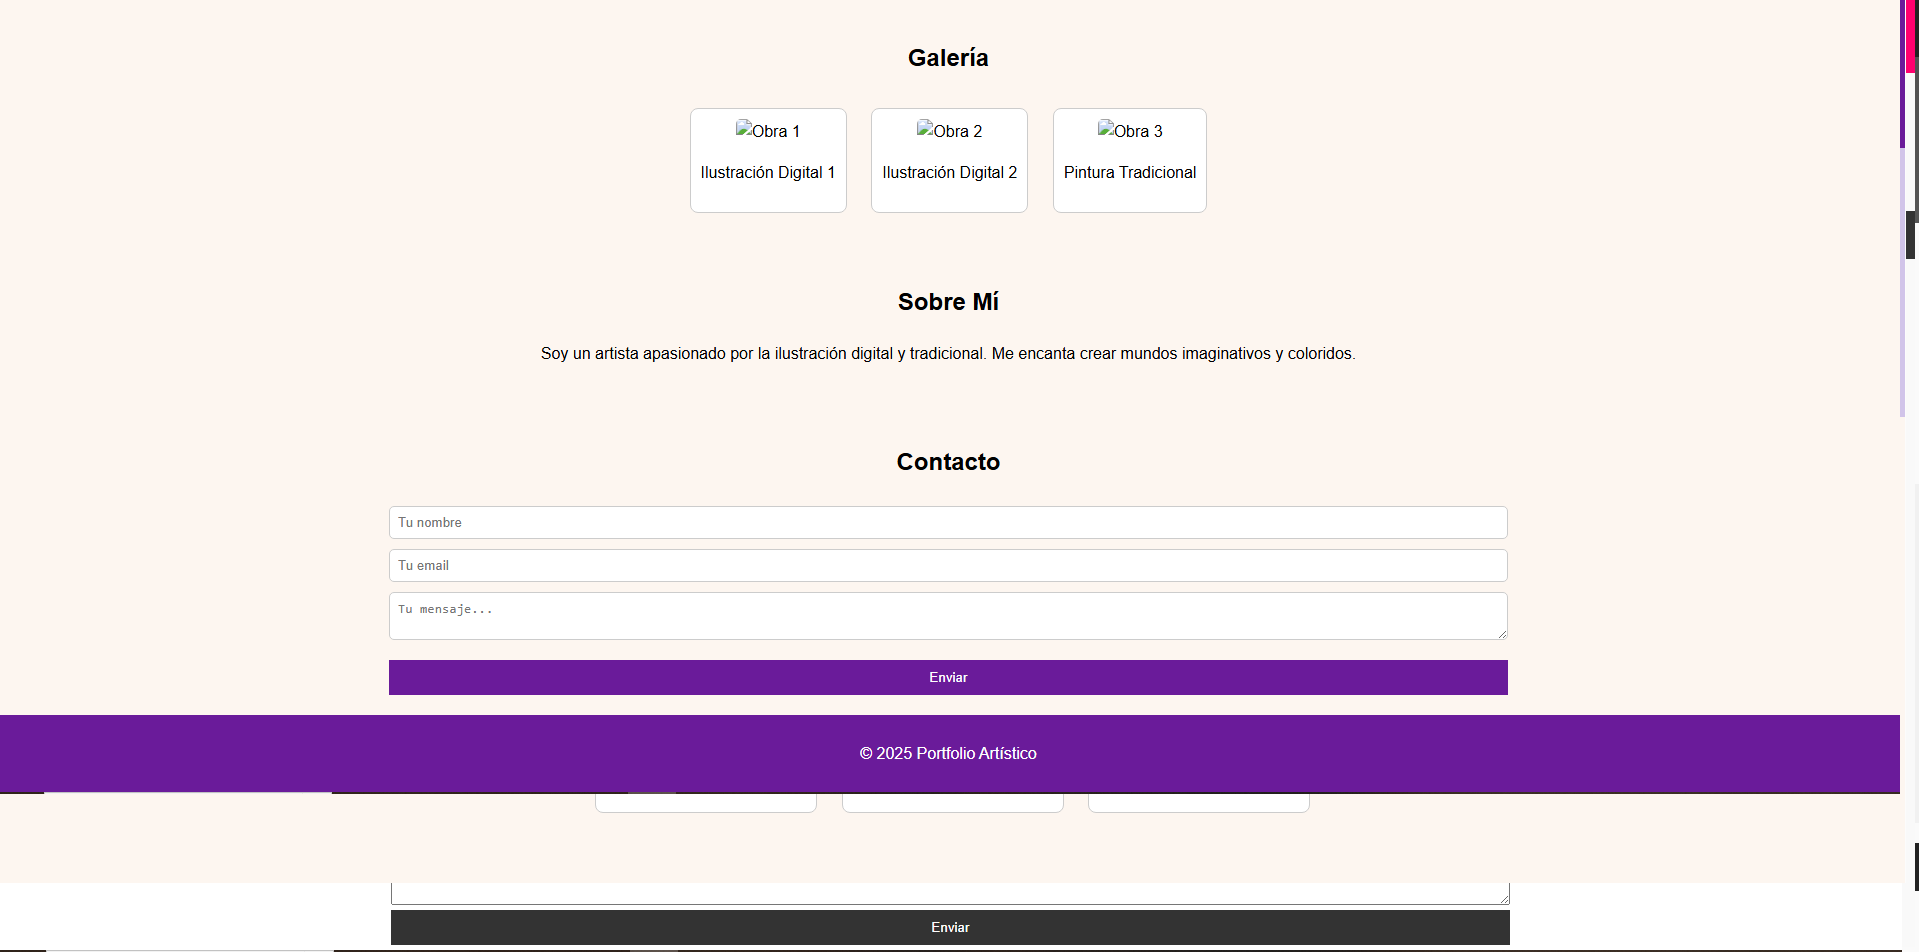 Galería
Obra 1
Obra 2
Obra 3
Ilustración Digital 1
Ilustración Digital 2
Pintura Tradicional
Sobre Mí
Soy un artista apasionado por la ilustración digital y tradicional. Me encanta crear mundos imaginativos y coloridos.
Contacto
Tu nombre
Tu email
Tu mensaje...
Enviar
© 2025 Portfolio Artístico
Enviar